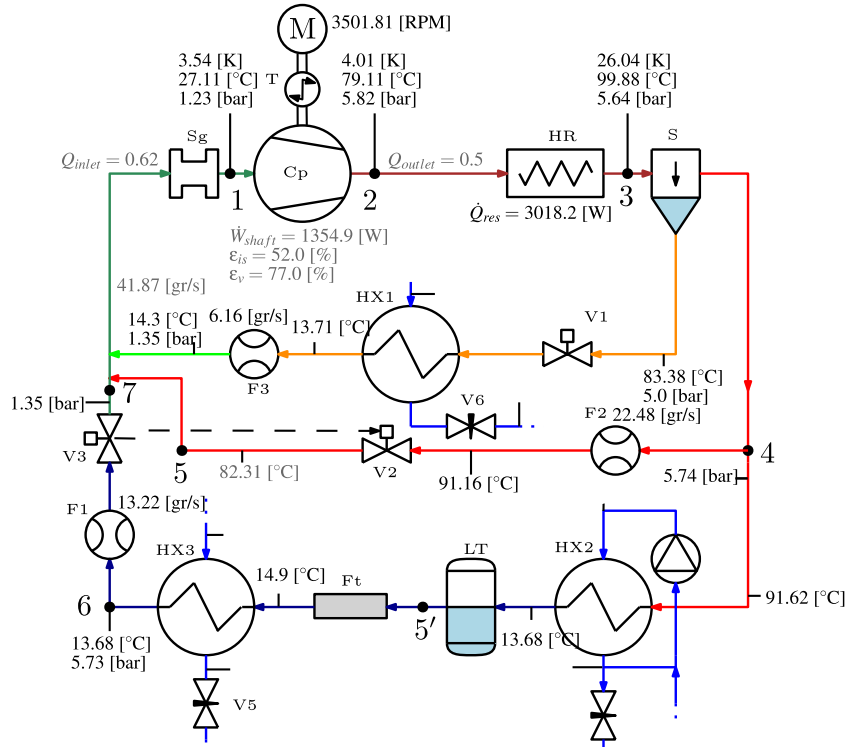 M
3501.81 [RPM]
3.54 [K]
27.11 [°C]
1.23 [bar]
T
4.01 [K]
79.11 [°C]
5.82 [bar]
26.04 [K]
99.88 [°C]
5.64 [bar]
Sg
HR
S
Q_inlet = 0.62
Cp
Q_outlet = 0.5
1
2
3
Q̇_res = 3018.2 [W]
Ẇ_shaft = 1354.9 [W]
ε_is = 52.0 [%]
ε_v = 77.0 [%]
41.87 [gr/s]
HX1
14.3 [°C]
1.35 [bar]
6.16 [gr/s]
13.71 [°C]
V1
F3
83.38 [°C]
5.0 [bar]
7
1.35 [bar]
V6
F2
22.48 [gr/s]
V3
5
82.31 [°C]
V2
91.16 [°C]
4
5.74 [bar]
F1
13.22 [gr/s]
HX3
LT
HX2
14.9 [°C]
Ft
6
5′
91.62 [°C]
13.68 [°C]
5.73 [bar]
13.68 [°C]
V5